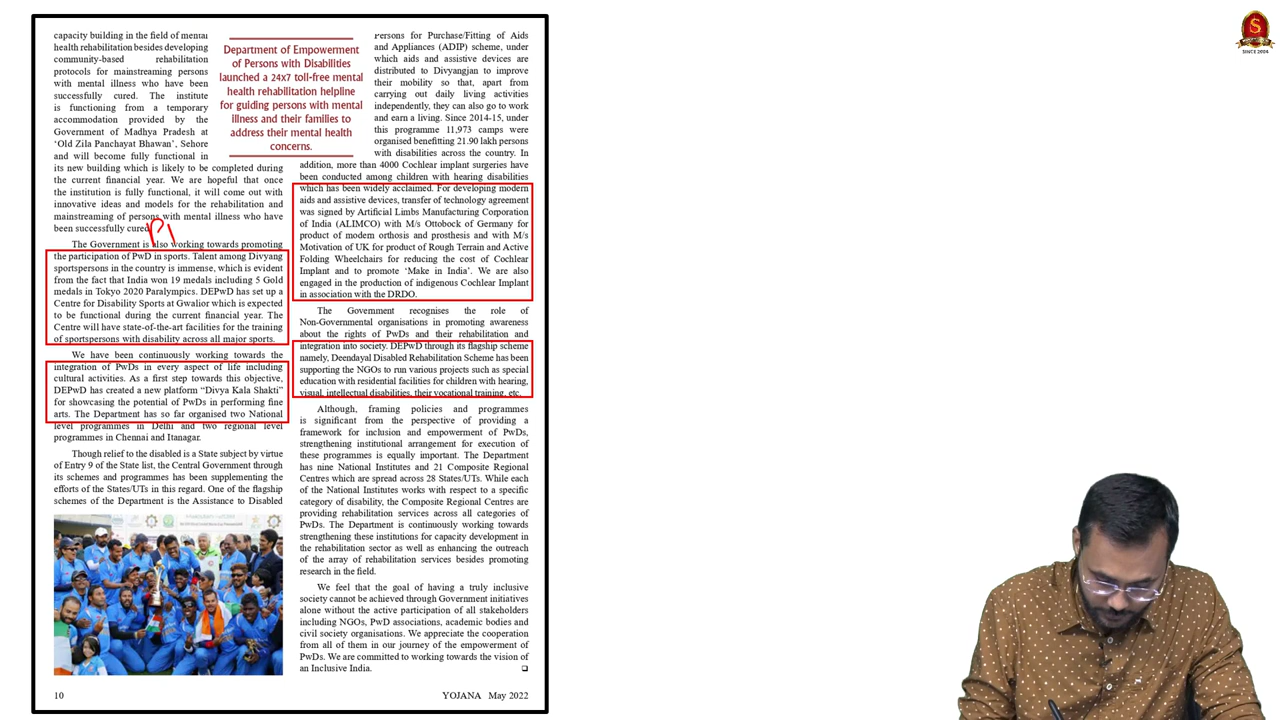 capacity building in the field of mental
health rehabilitation besides developing
community-based rehabilitation
protocols for mainstreaming persons
with mental illness who have been
successfully cured. The institute
is functioning from a temporary
accommodation provided by the
Government of Madhya Pradesh at
‘Old Zila Panchayat Bhawan’, Sehore
and will become fully functional in
its new building which is likely to be completed during
the current financial year. We are hopeful that once
the institution is fully functional, it will come out with
innovative ideas and models for the rehabilitation and
mainstreaming of persons with mental illness who have
been successfully cured.
The Government is also working towards promoting
the participation of PwD in sports. Talent among Divyang
sportspersons in the country is immense, which is evident
from the fact that India won 19 medals including 5 Gold
medals in Tokyo 2020 Paralympics. DEPwD has set up a
Centre for Disability Sports at Gwalior which is expected
to be functional during the current financial year. The
Centre will have state-of-the-art facilities for the training
of sportspersons with disability across all major sports.
We have been continuously working towards the
integration of PwDs in every aspect of life including
cultural activities. As a first step towards this objective,
DEPwD has created a new platform “Divya Kala Shakti”
for showcasing the potential of PwDs in performing fine
arts. The Department has so far organised two National
level programmes in Delhi and two regional level
programmes in Chennai and Itanagar.
Though relief to the disabled is a State subject by virtue
of Entry 9 of the State list, the Central Government through
its schemes and programmes has been supplementing the
efforts of the States/UTs in this regard. One of the flagship
schemes of the Department is the Assistance to Disabled
Department of Empowerment
of Persons with Disabilities
launched a 24x7 toll-free mental
health rehabilitation helpline
for guiding persons with mental
illness and their families to
address their mental health
concerns.
Persons for Purchase/Fitting of Aids
and Appliances (ADIP) scheme, under
which aids and assistive devices are
distributed to Divyangjan to improve
their mobility so that, apart from
carrying out daily living activities
independently, they can also go to work
and earn a living. Since 2014-15, under
this programme 11,973 camps were
organised benefitting 21.90 lakh persons
with disabilities across the country. In
addition, more than 4000 Cochlear implant surgeries have
been conducted among children with hearing disabilities
which has been widely acclaimed. For developing modern
aids and assistive devices, transfer of technology agreement
was signed by Artificial Limbs Manufacturing Corporation
of India (ALIMCO) with M/s Ottobock of Germany for
product of modern orthosis and prosthesis and with M/s
Motivation of UK for product of Rough Terrain and Active
Folding Wheelchairs for reducing the cost of Cochlear
Implant and to promote ‘Make in India’. We are also
engaged in the production of indigenous Cochlear Implant
in association with the DRDO.
The Government recognises the role of
Non-Governmental organisations in promoting awareness
about the rights of PwDs and their rehabilitation and
integration into society. DEPwD through its flagship scheme
namely, Deendayal Disabled Rehabilitation Scheme has been
supporting the NGOs to run various projects such as special
education with residential facilities for children with hearing,
visual, intellectual disabilities, their vocational training, etc.
Although, framing policies and programmes
is significant from the perspective of providing a
framework for inclusion and empowerment of PwDs,
strengthening institutional arrangement for execution of
these programmes is equally important. The Department
has nine National Institutes and 21 Composite Regional
Centres which are spread across 28 States/UTs. While each
of the National Institutes works with respect to a specific
category of disability, the Composite Regional Centres are
providing rehabilitation services across all categories of
PwDs. The Department is continuously working towards
strengthening these institutions for capacity development in
the rehabilitation sector as well as enhancing the outreach
of the array of rehabilitation services besides promoting
research in the field.
We feel that the goal of having a truly inclusive
society cannot be achieved through Government initiatives
alone without the active participation of all stakeholders
including NGOs, PwD associations, academic bodies and
civil society organisations. We appreciate the cooperation
from all of them in our journey of the empowerment of
PwDs. We are committed to working towards the vision of
an Inclusive India.
10
YOJANA May 2022
S
SINCE 2004